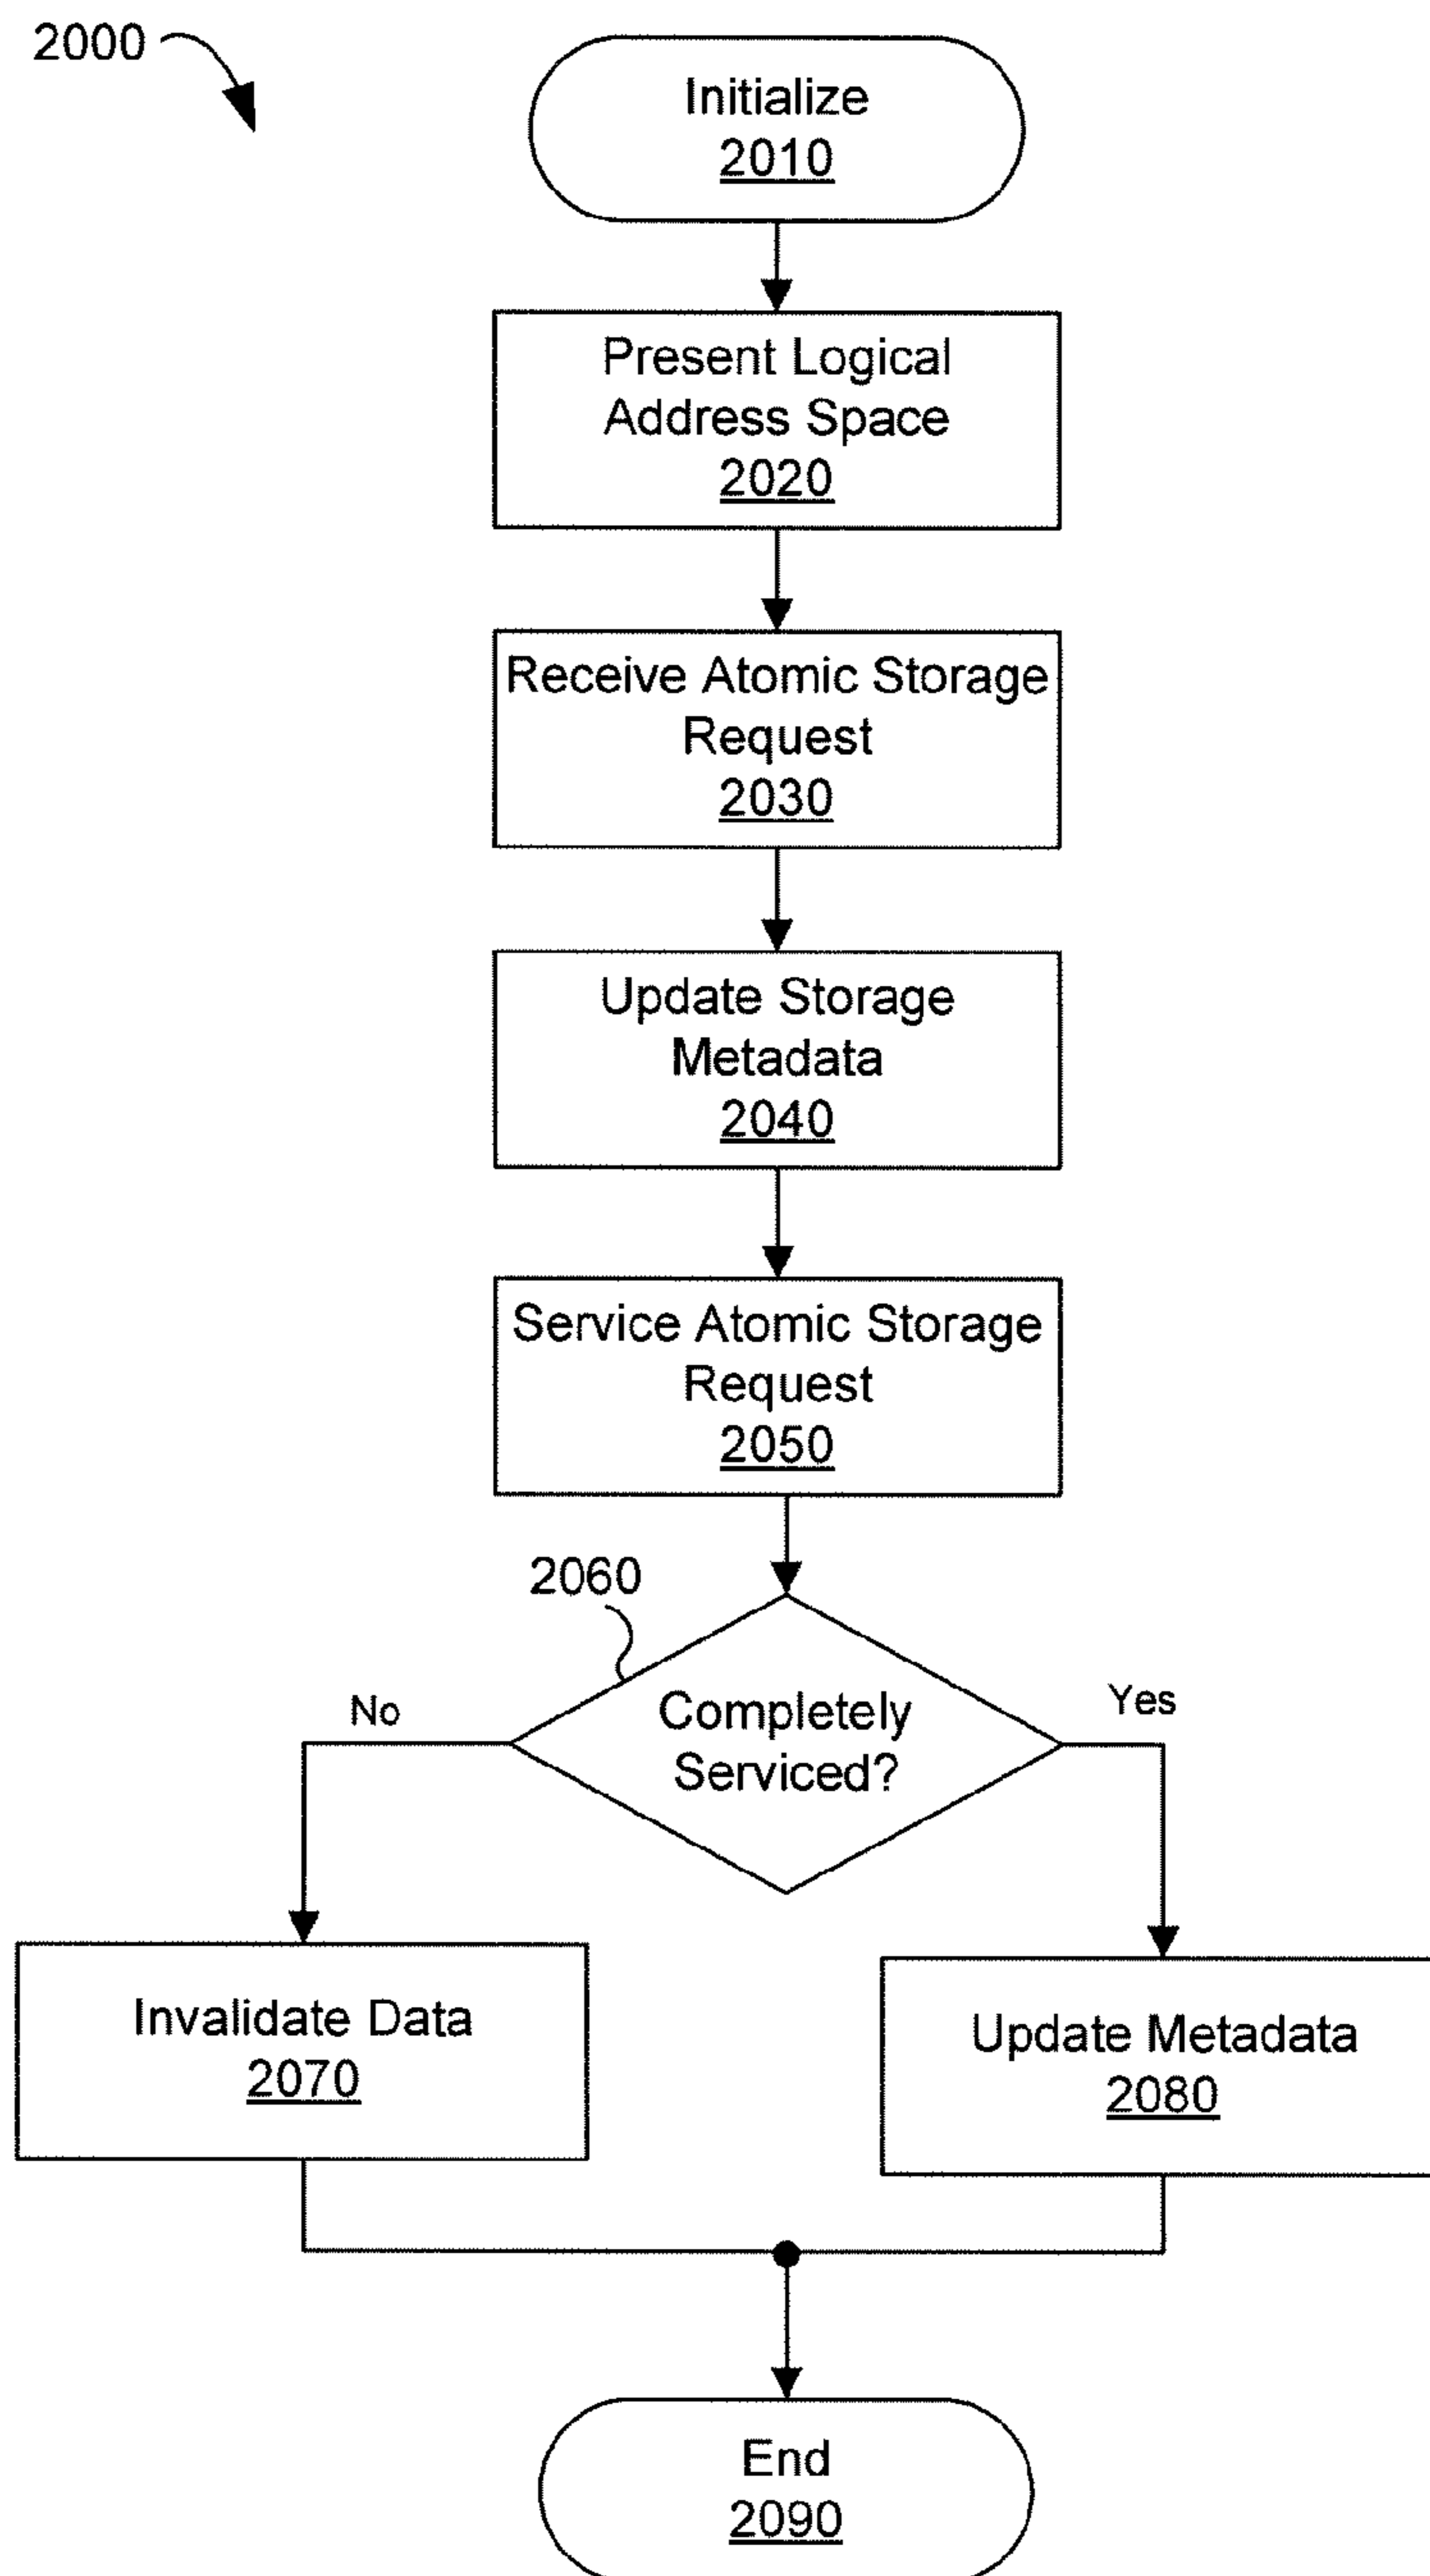 2000
Initialize
2010
Present Logical
Address Space
2020
Receive Atomic Storage
Request
2030
Update Storage
Metadata
2040
Service Atomic Storage
Request
2050
2060
No
Completely
Serviced?
Yes
Invalidate Data
2070
Update Metadata
2080
End
2090